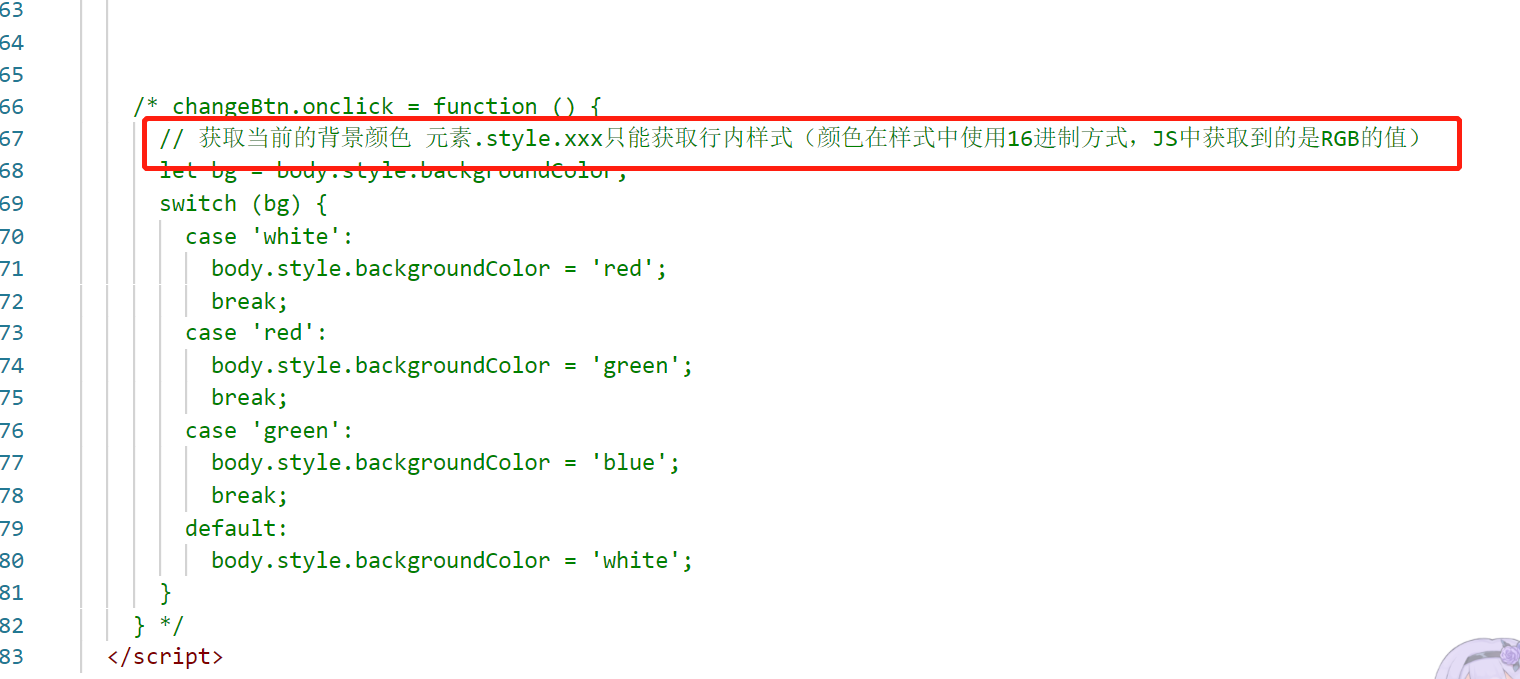 63
64
65
66 /* changeBtn.onclick = function () {
67 // 获取当前的背景颜色 元素.style.xxx只能获取行内样式（颜色在样式中使用16进制方式，JS中获取到的是RGB的值）
68 let bg = body.style.backgroundColor;
69 switch (bg) {
70 case 'white':
71 body.style.backgroundColor = 'red';
72 break;
73 case 'red':
74 body.style.backgroundColor = 'green';
75 break;
76 case 'green':
77 body.style.backgroundColor = 'blue';
78 break;
79 default:
80 body.style.backgroundColor = 'white';
81 }
82 } */
83 </script>